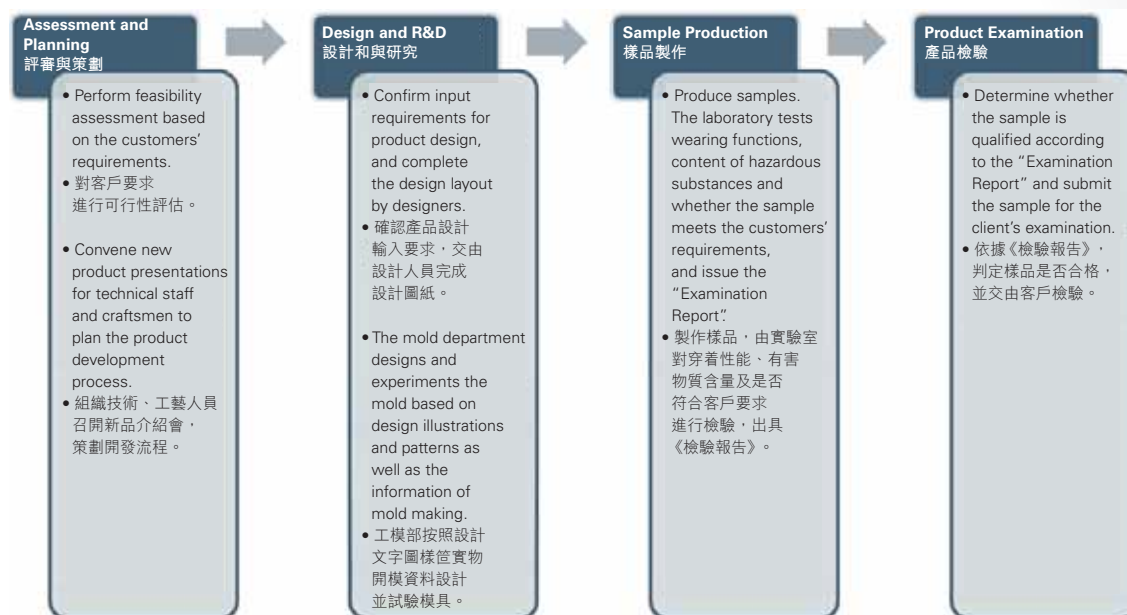 Assessment and
Planning
評審與策劃
• Perform feasibility
assessment based
on the customers'
requirements.
• 對客戶要求
進行可行性評估。
• Convene new
product presentations
for technical staff
and craftsmen to
plan the product
development
process.
• 組織技術、工藝人員
召開新品介紹會，
策劃開發流程。
Design and R&D
設計和與研究
• Confirm input
requirements for
product design,
and complete
the design layout
by designers.
• 確認產品設計
輸入要求，交由
設計人員完成
設計圖紙。
• The mold department
designs and
experiments the
mold based on
design illustrations
and patterns as
well as the
information of
mold making.
• 工模部按照設計
文字圖樣笸實物
開模資料設計
並試驗模具。
Sample Production
樣品製作
• Produce samples.
The laboratory tests
wearing functions,
content of hazardous
substances and
whether the sample
meets the customers'
requirements,
and issue the
“Examination
Report”.
• 製作樣品，由實驗室
對穿着性能、有害
物質含量及是否
符合客戶要求
進行檢驗，出具
《檢驗報告》。
Product Examination
產品檢驗
• Determine whether
the sample is
qualified according
to the “Examination
Report” and submit
the sample for the
client's examination.
• 依據《檢驗報告》，
判定樣品是否合格，
並交由客戶檢驗。